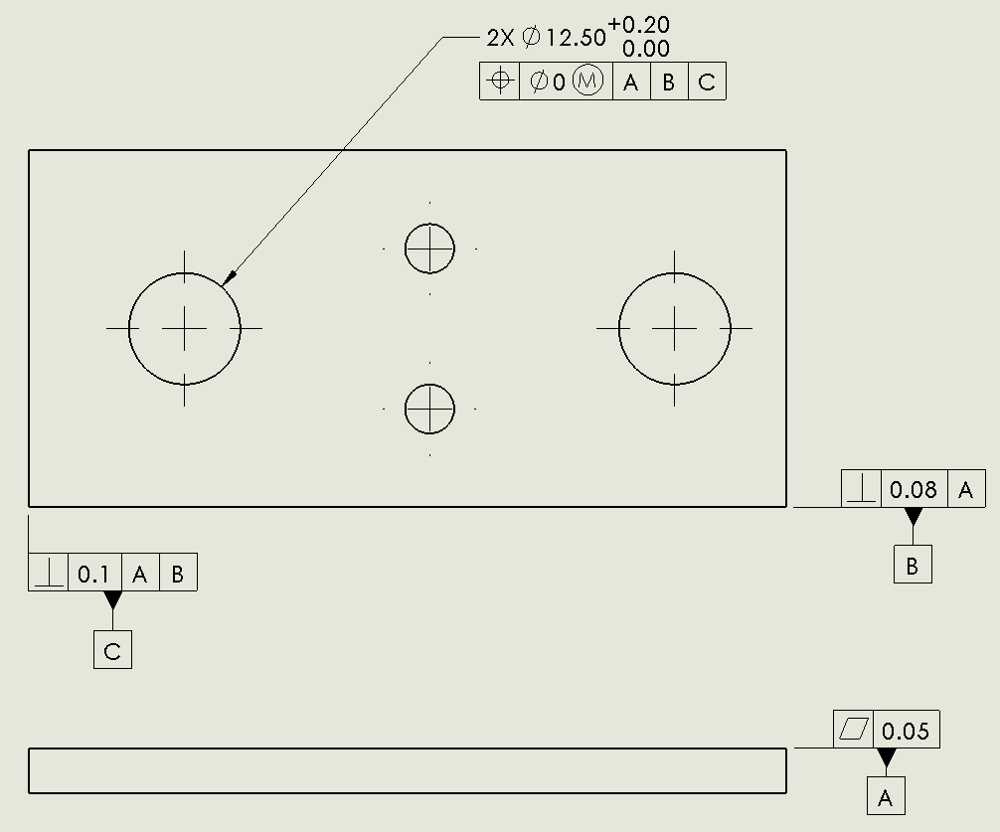 2X ⌀12.50 +0.20
0.00
⌖ ⌀0 Ⓜ A B C
⟂ 0.08 A
B
⟂ 0.1 A B
C
⏥ 0.05
A